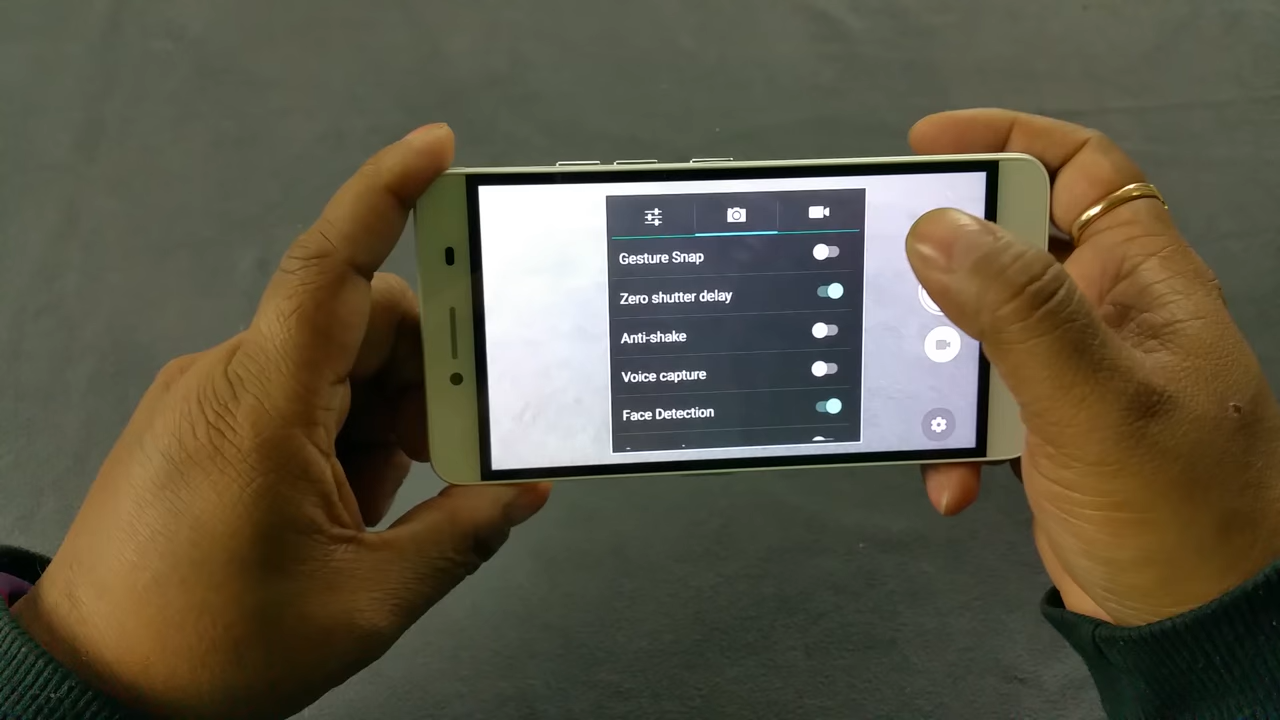 Gesture Snap
Zero shutter delay
Anti-shake
Voice capture
Face Detection